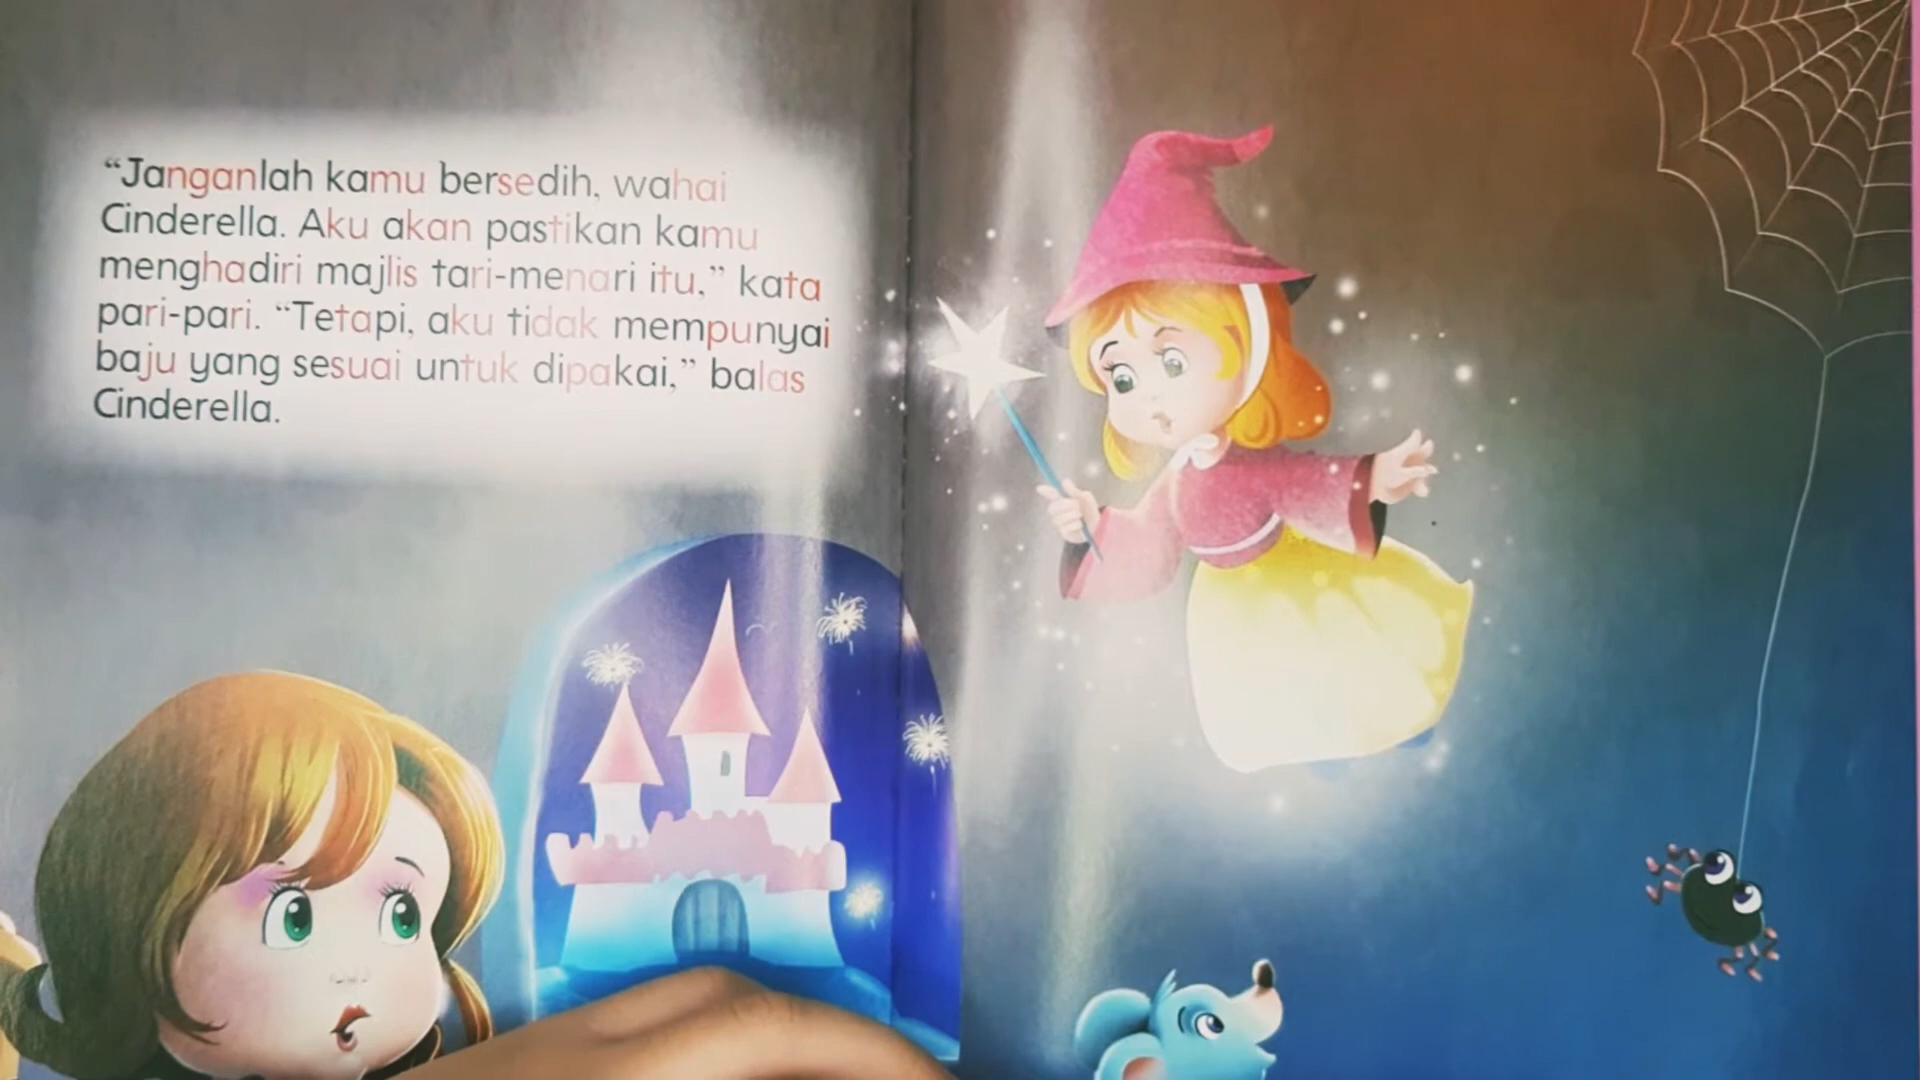 “Janganlah kamu bersedih, wahai
Cinderella. Aku akan pastikan kamu
menghadiri majlis tari-menari itu,” kata
pari-pari. “Tetapi, aku tidak mempunyai
baju yang sesuai untuk dipakai,” balas
Cinderella.